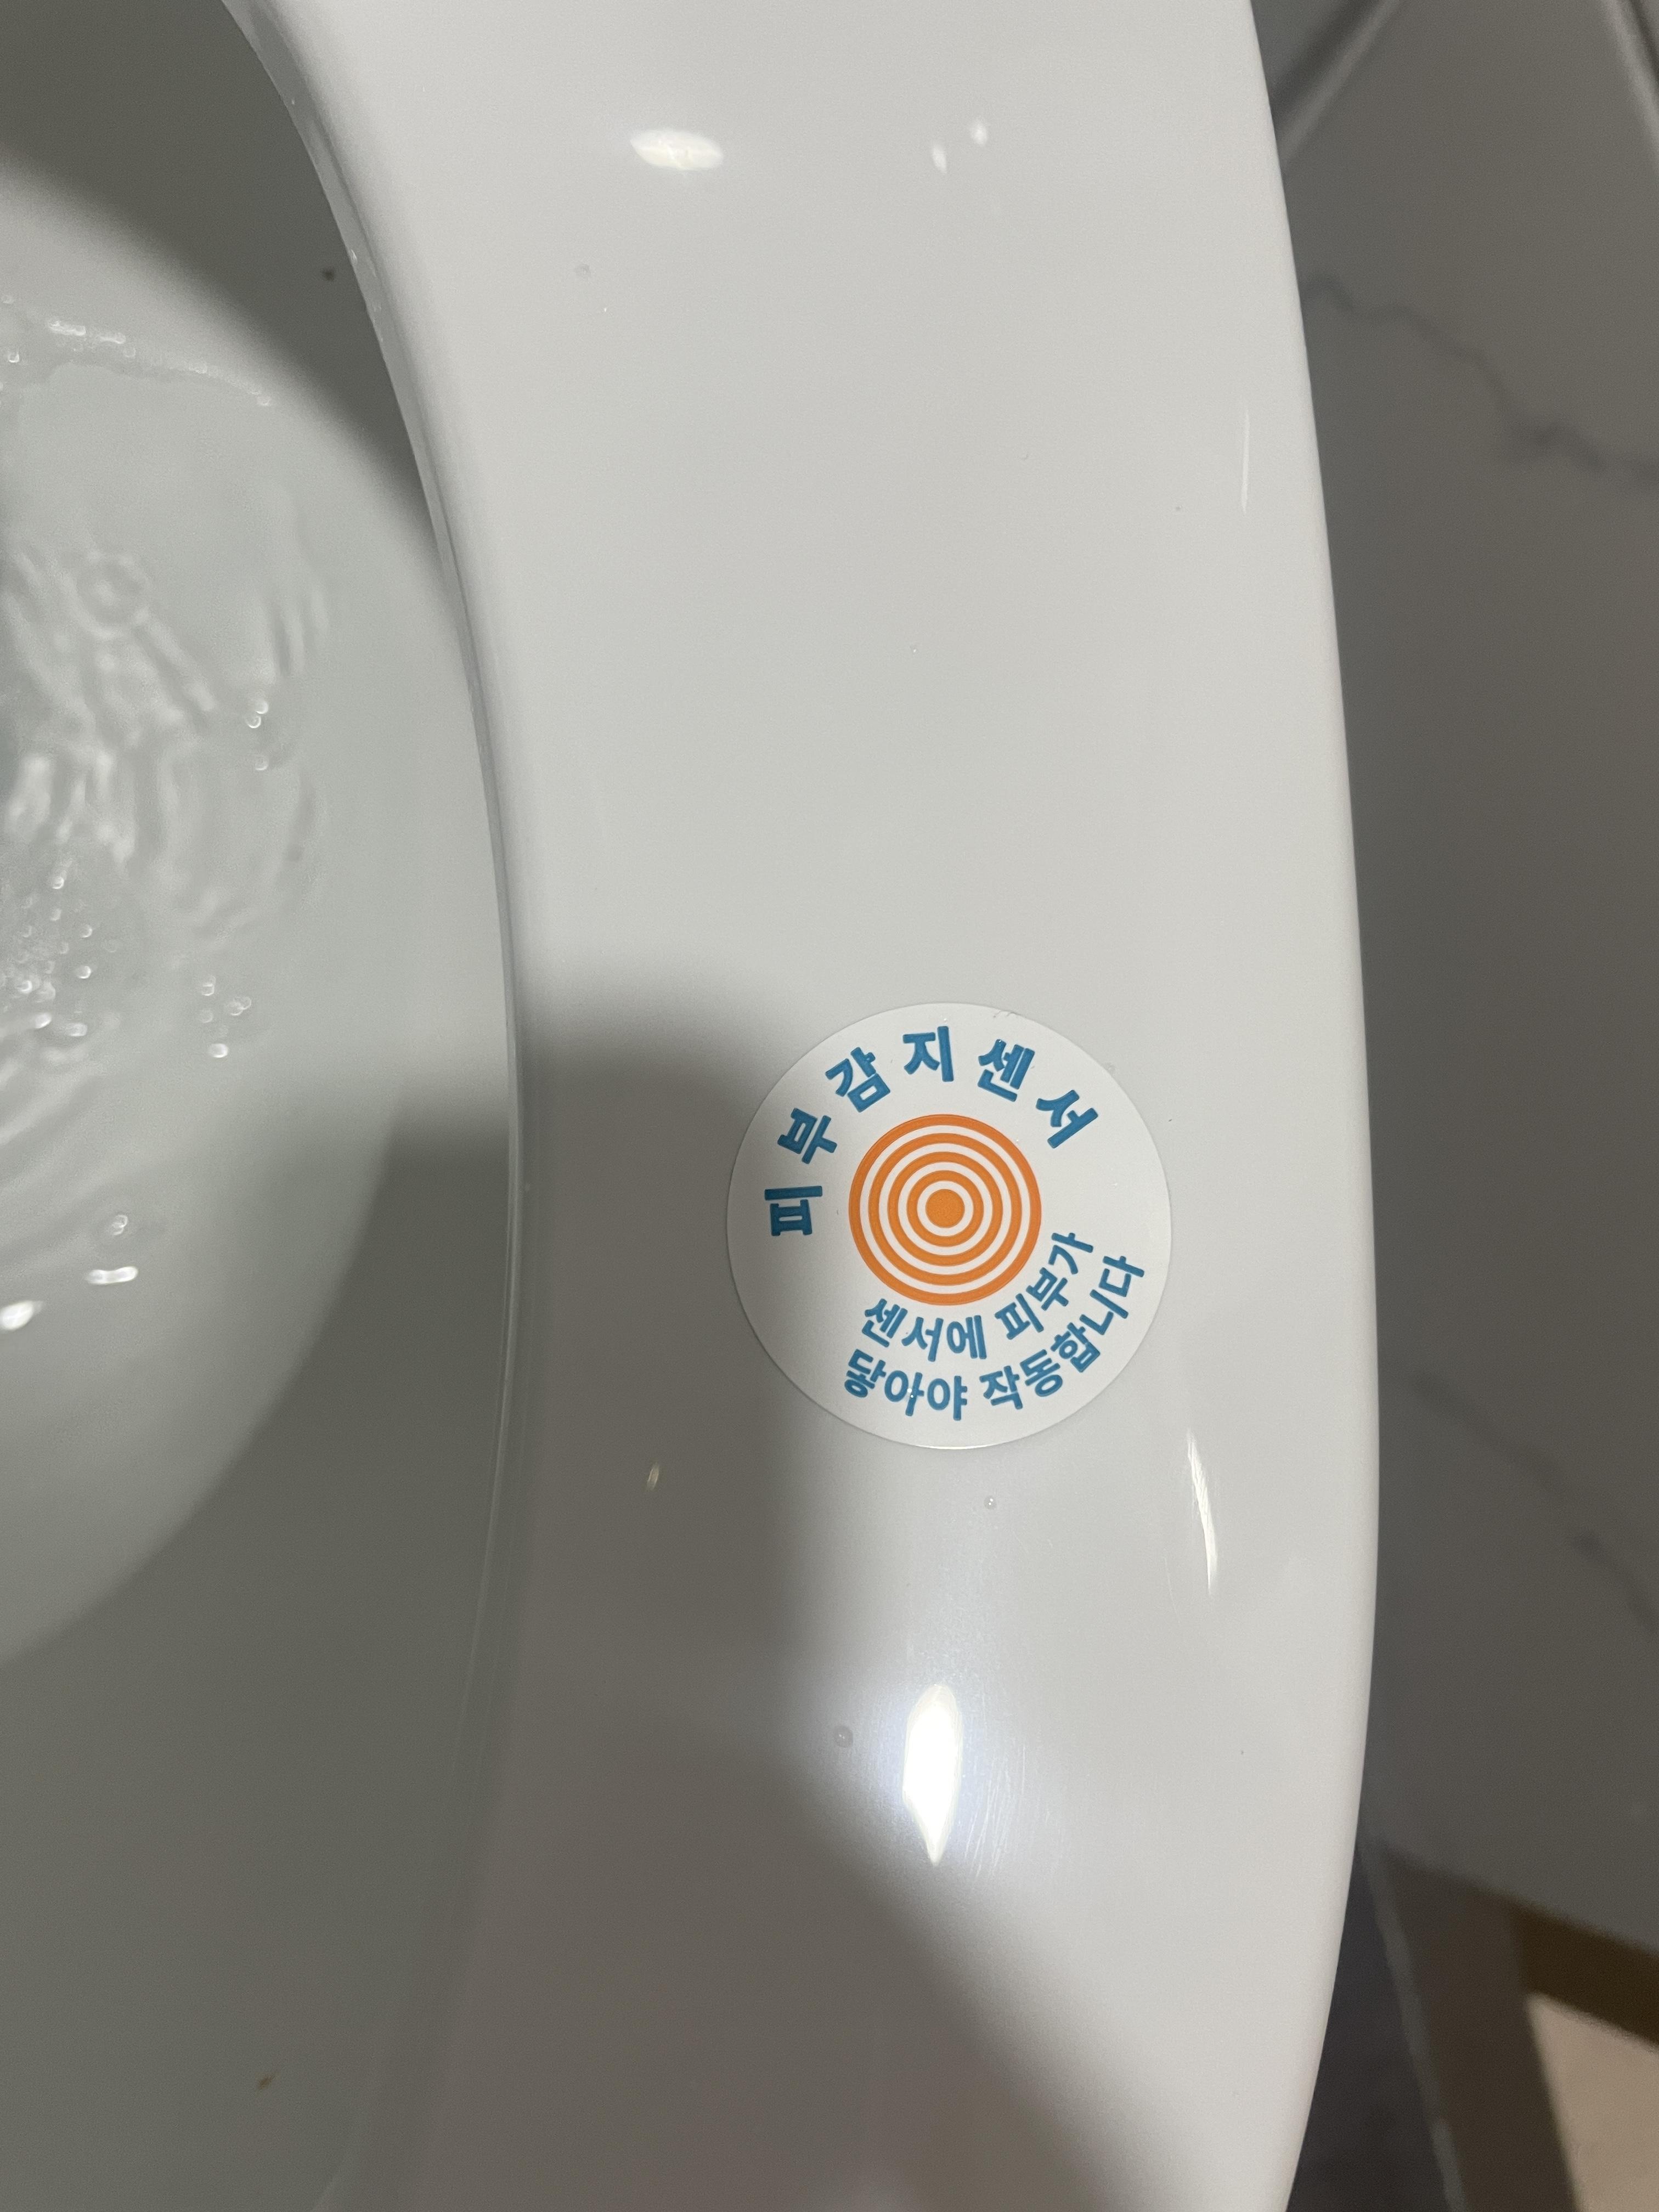 피부감지센서
센서에 피부가
닿아야 작동합니다